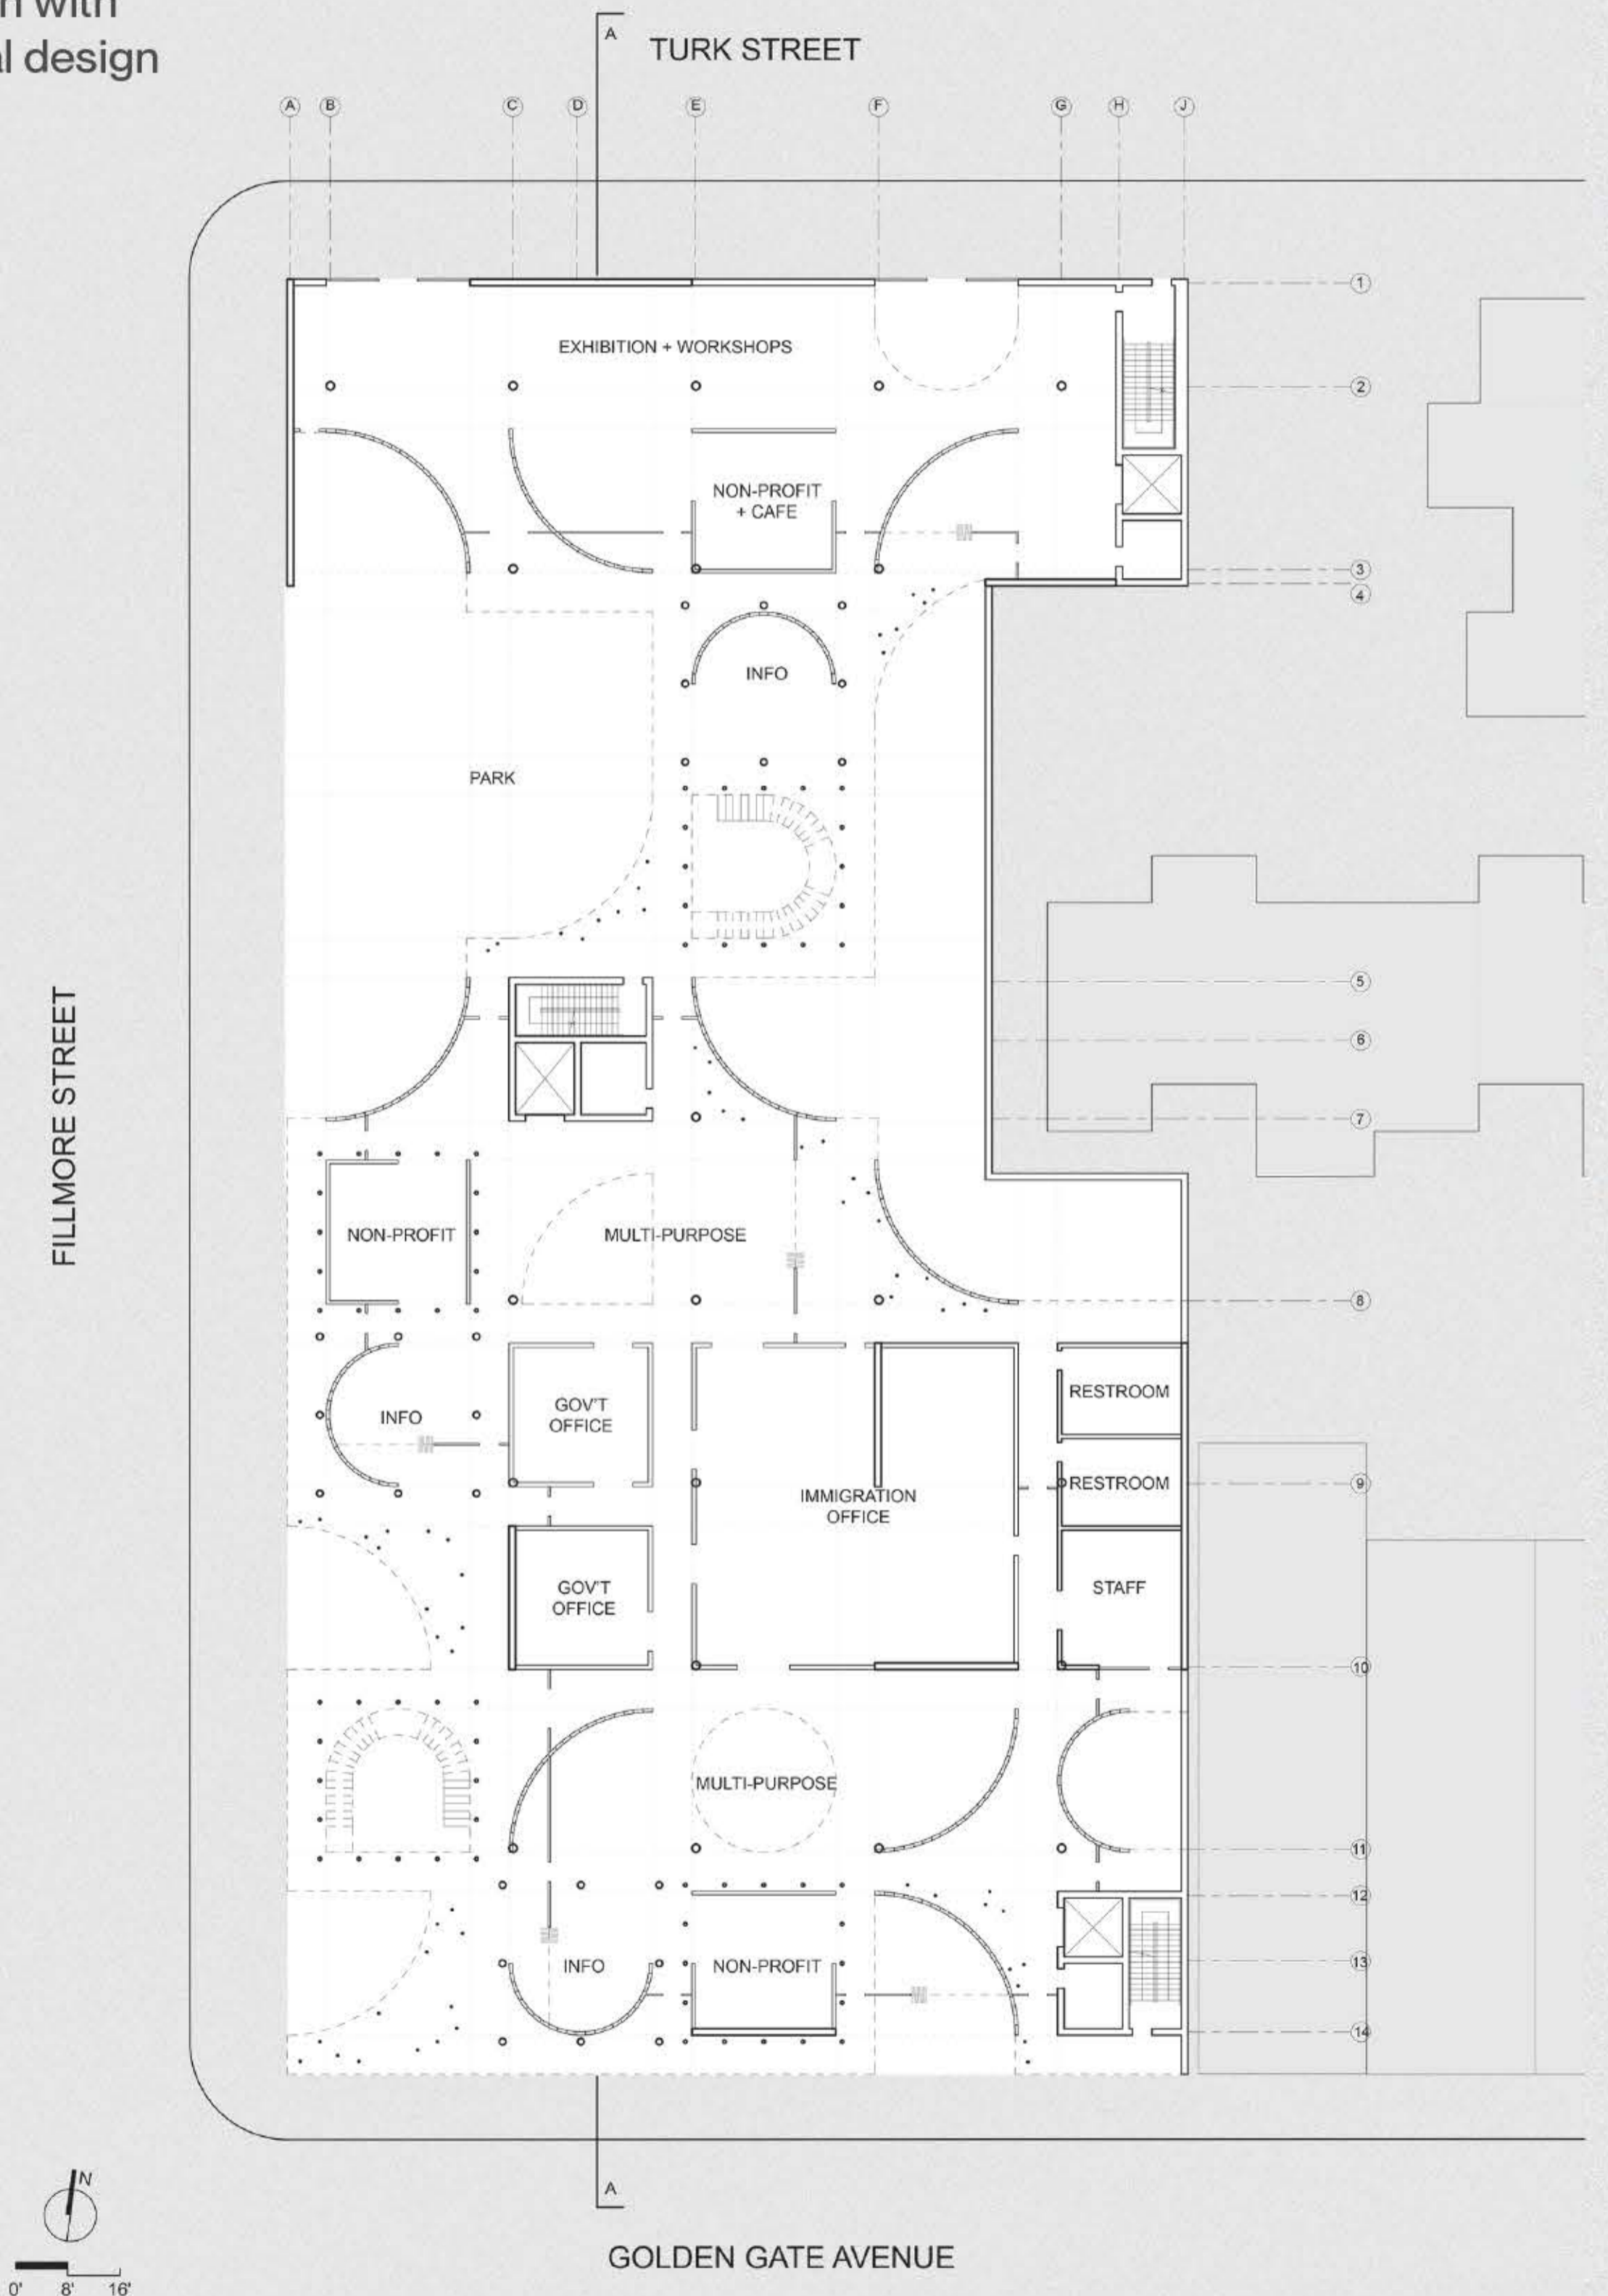 n with
al design
A
TURK STREET
A
B
C
D
E
F
G
H
J
1
EXHIBITION + WORKSHOPS
2
NON-PROFIT
+ CAFE
3
4
INFO
PARK
5
FILLMORE STREET
6
7
NON-PROFIT
MULTI-PURPOSE
8
RESTROOM
GOV'T
OFFICE
INFO
RESTROOM
9
IMMIGRATION
OFFICE
GOV'T
OFFICE
STAFF
10
MULTI-PURPOSE
11
12
INFO
NON-PROFIT
13
14
N
A
GOLDEN GATE AVENUE
0' 8' 16'